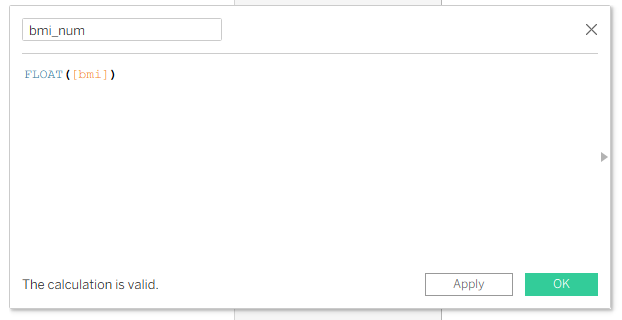 bmi_num
FLOAT([bmi])
The calculation is valid.
Apply
OK